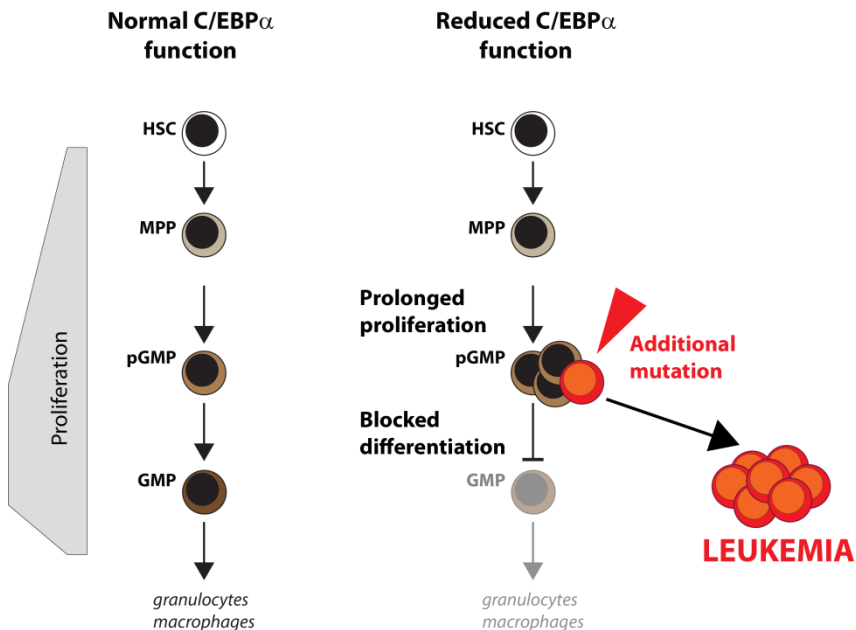 Normal C/EBPα
function
Reduced C/EBPα
function
HSC
HSC
MPP
MPP
Prolonged
proliferation
Additional
mutation
pGMP
pGMP
Proliferation
Blocked
differentiation
GMP
GMP
LEUKEMIA
granulocytes
macrophages
granulocytes
macrophages